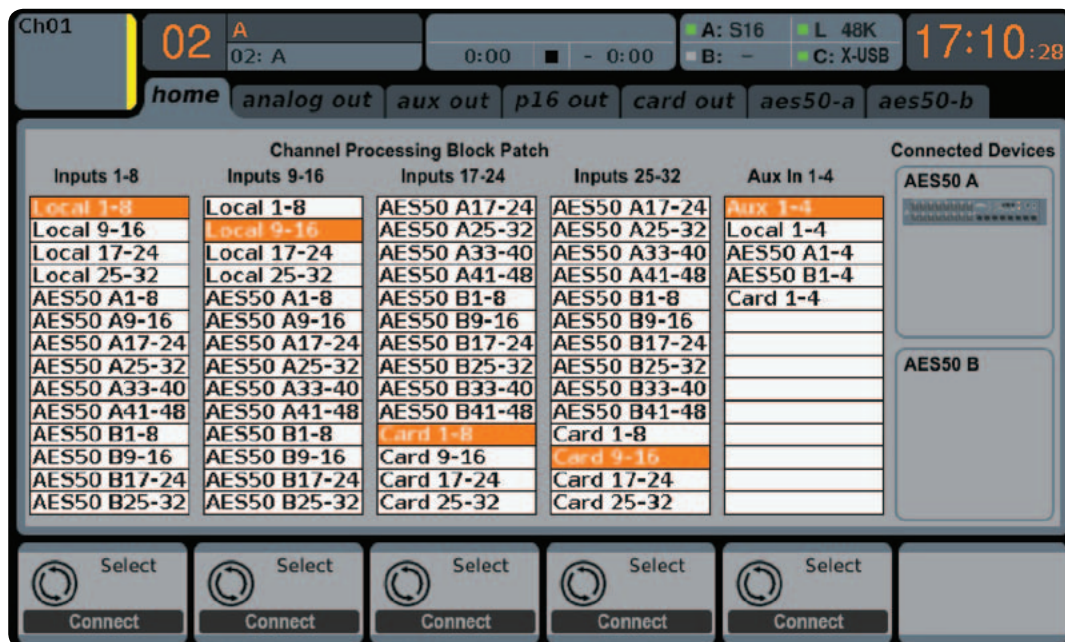 Ch01
02 A
02: A
0:00 - 0:00
A: S16 L 48K
B: - C: X-USB
17:10:28
home analog out aux out p16 out card out aes50-a aes50-b
Channel Processing Block Patch
Connected Devices
Inputs 1-8 Inputs 9-16 Inputs 17-24 Inputs 25-32 Aux In 1-4
AES50 A
Local 1-8 Local 1-8 AES50 A17-24 AES50 A17-24 Aux 1-4
Local 9-16 Local 9-16 AES50 A25-32 AES50 A25-32 Local 1-4
Local 17-24 Local 17-24 AES50 A33-40 AES50 A33-40 AES50 A1-4
Local 25-32 Local 25-32 AES50 A41-48 AES50 A41-48 AES50 B1-4
AES50 A1-8 AES50 A1-8 AES50 B1-8 AES50 B1-8 Card 1-4
AES50 A9-16 AES50 A9-16 AES50 B9-16 AES50 B9-16
AES50 A17-24 AES50 A17-24 AES50 B17-24 AES50 B17-24
AES50 A25-32 AES50 A25-32 AES50 B25-32 AES50 B25-32
AES50 B
AES50 A33-40 AES50 A33-40 AES50 B33-40 AES50 B33-40
AES50 A41-48 AES50 A41-48 AES50 B41-48 AES50 B41-48
AES50 B1-8 AES50 B1-8 Card 1-8 Card 1-8
AES50 B9-16 AES50 B9-16 Card 9-16 Card 9-16
AES50 B17-24 AES50 B17-24 Card 17-24 Card 17-24
AES50 B25-32 AES50 B25-32 Card 25-32 Card 25-32
Select Select Select Select Select
Connect Connect Connect Connect Connect